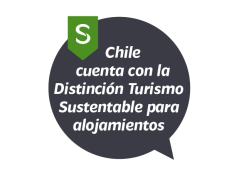 S
Chile
cuenta con la
Distinción Turismo
Sustentable para
alojamientos